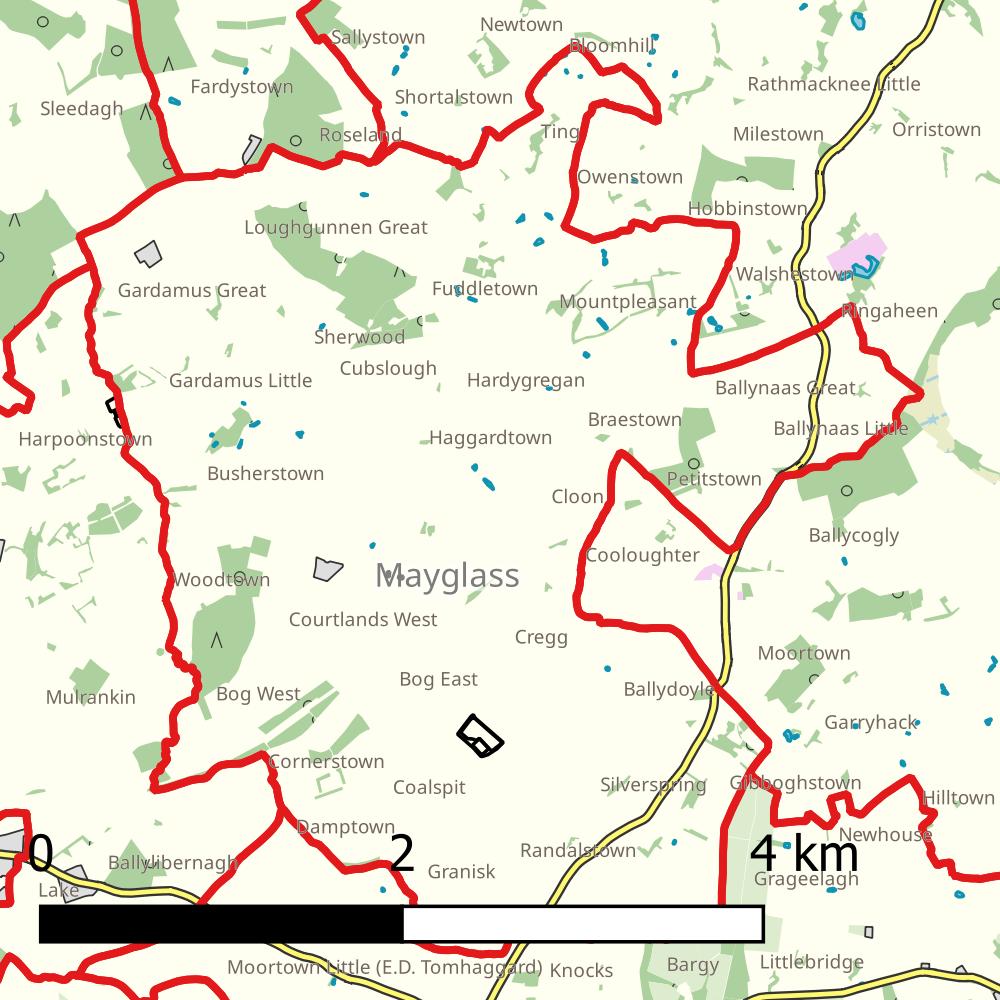 Newtown
Sallystown
Bloomhill
Rathmacknee Little
Fardystown
Shortalstown
Sleedagh
Orristown
Ting
Milestown
Roseland
Owenstown
Hobbinstown
Loughgunnen Great
Walshestown
Gardamus Great
Fuddletown
Mountpleasant
Ringaheen
Sherwood
Cubslough
Gardamus Little
Hardygregan
Ballynaas Great
Braestown
Ballynaas Little
Harpoonstown
Haggardtown
Busherstown
Petitstown
Cloon
Ballycogly
Cooloughter
Mayglass
Woodtown
Courtlands West
Cregg
Moortown
Bog East
Ballydoyle
Mulrankin
Bog West
Garryhack
Cornerstown
Silverspring
Gibboghstown
Coalspit
Hilltown
Damptown
Newhouse
Randalstown
0 2 4 km
Ballylibernagh
Granisk
Grageelagh
Lake
Moortown Little (E.D. Tomhaggard)
Knocks
Bargy
Littlebridge